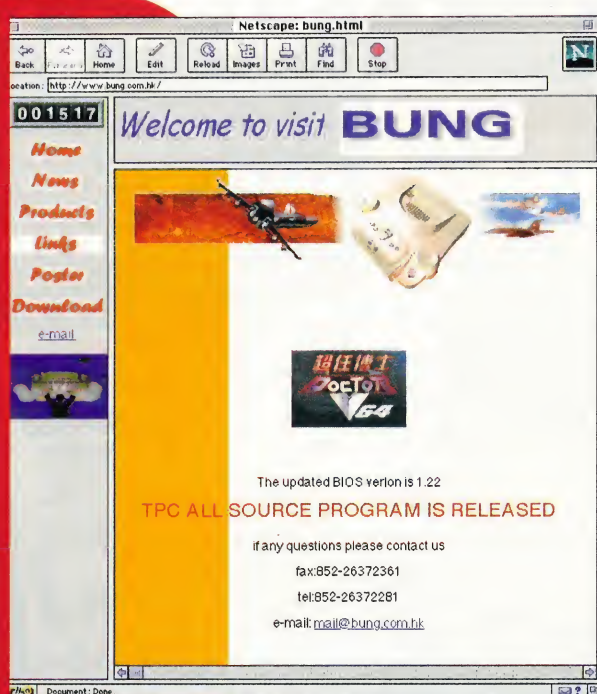 Netscape: bung.html
Back
Forward
Home
Edit
Reload
Images
Print
Find
Stop
N
ocation: http://www.bung.com.hk/
001517
Home
News
Products
Links
Poster
Download
e-mail
Welcome to visit BUNG
超任博士
DOCTOR
V64
The updated BIOS verion is 1.22
TPC ALL SOURCE PROGRAM IS RELEASED
if any questions please contact us
fax:852-26372361
tel:852-26372281
e-mail: mail@bung.com.hk
Document : Done
?